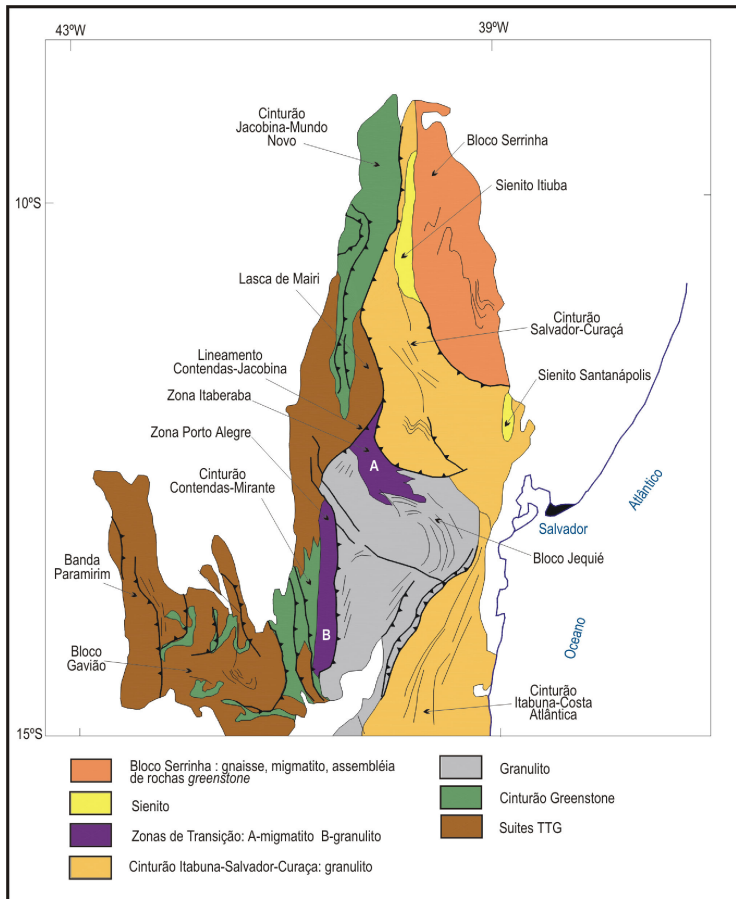 43ºW
39ºW
Cinturão
Jacobina-Mundo
Novo
Bloco Serrinha
Sienito Itiuba
10ºS
Lasca de Mairi
Cinturão
Salvador-Curaçá
Lineamento
Contendas-Jacobina
Sienito Santanápolis
Zona Itaberaba
Zona Porto Alegre
A
Cinturão
Contendas-Mirante
Atlântico
Salvador
Bloco Jequié
Banda
Paramirim
B
Oceano
Bloco
Gavião
Cinturão
Itabuna-Costa
Atlântica
15ºS
Bloco Serrinha : gnaisse, migmatito, assembléia
de rochas greenstone
Sienito
Zonas de Transição: A-migmatito B-granulito
Cinturão Itabuna-Salvador-Curaça: granulito
Granulito
Cinturão Greenstone
Suites TTG